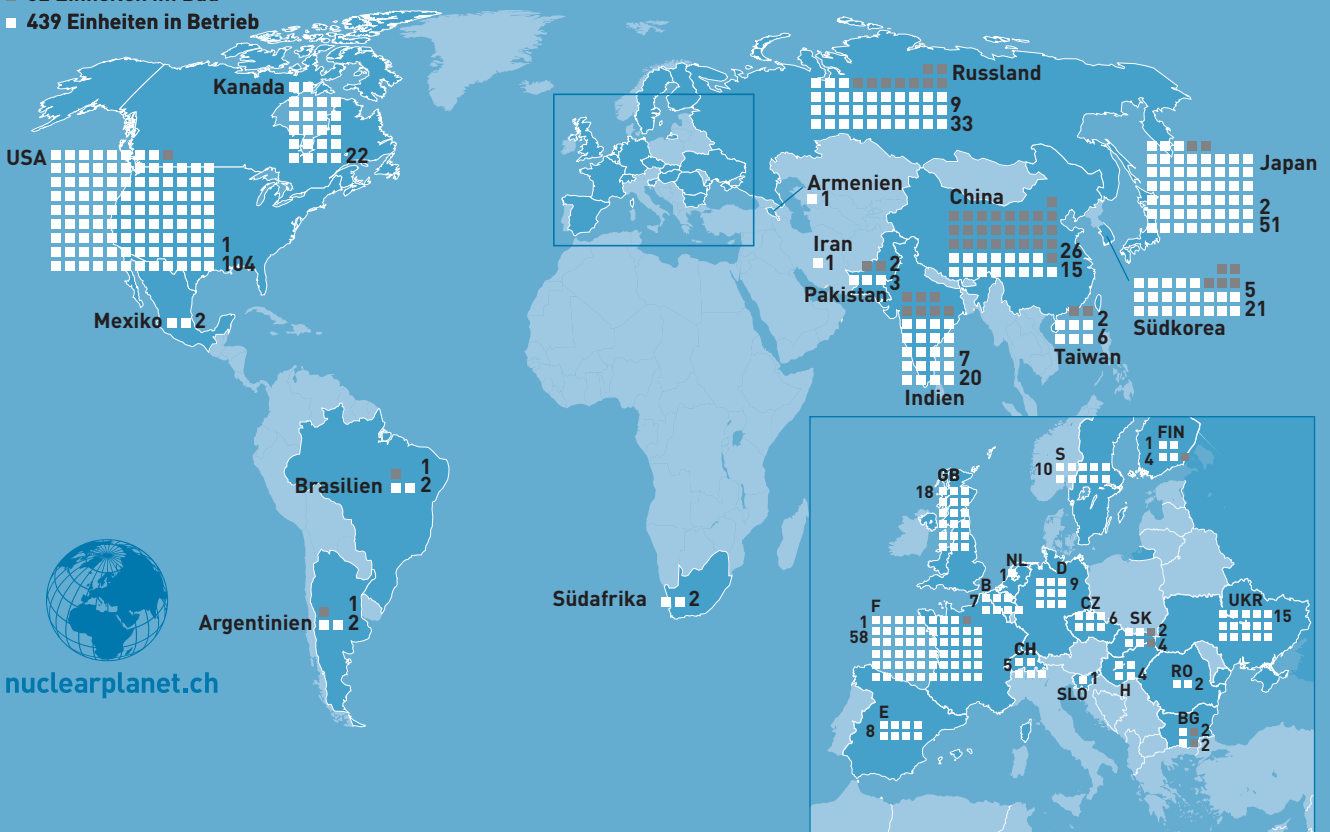 62 Einheiten im Bau
439 Einheiten in Betrieb
Kanada
22
USA
1
104
Mexiko 2
Brasilien
1
2
Argentinien
1
2
Südafrika 2
Russland
9
33
Armenien
1
Iran
1
Pakistan
2
3
China
26
15
Indien
7
20
Japan
2
51
Südkorea
5
21
Taiwan
2
6
FIN
1
4
S
10
GB
18
NL
1
D
9
B
7
F
1
58
CZ
6
SK
2
4
UKR
15
CH
5
SLO
1
H
4
RO
2
E
8
BG
2
2
nuclearplanet.ch